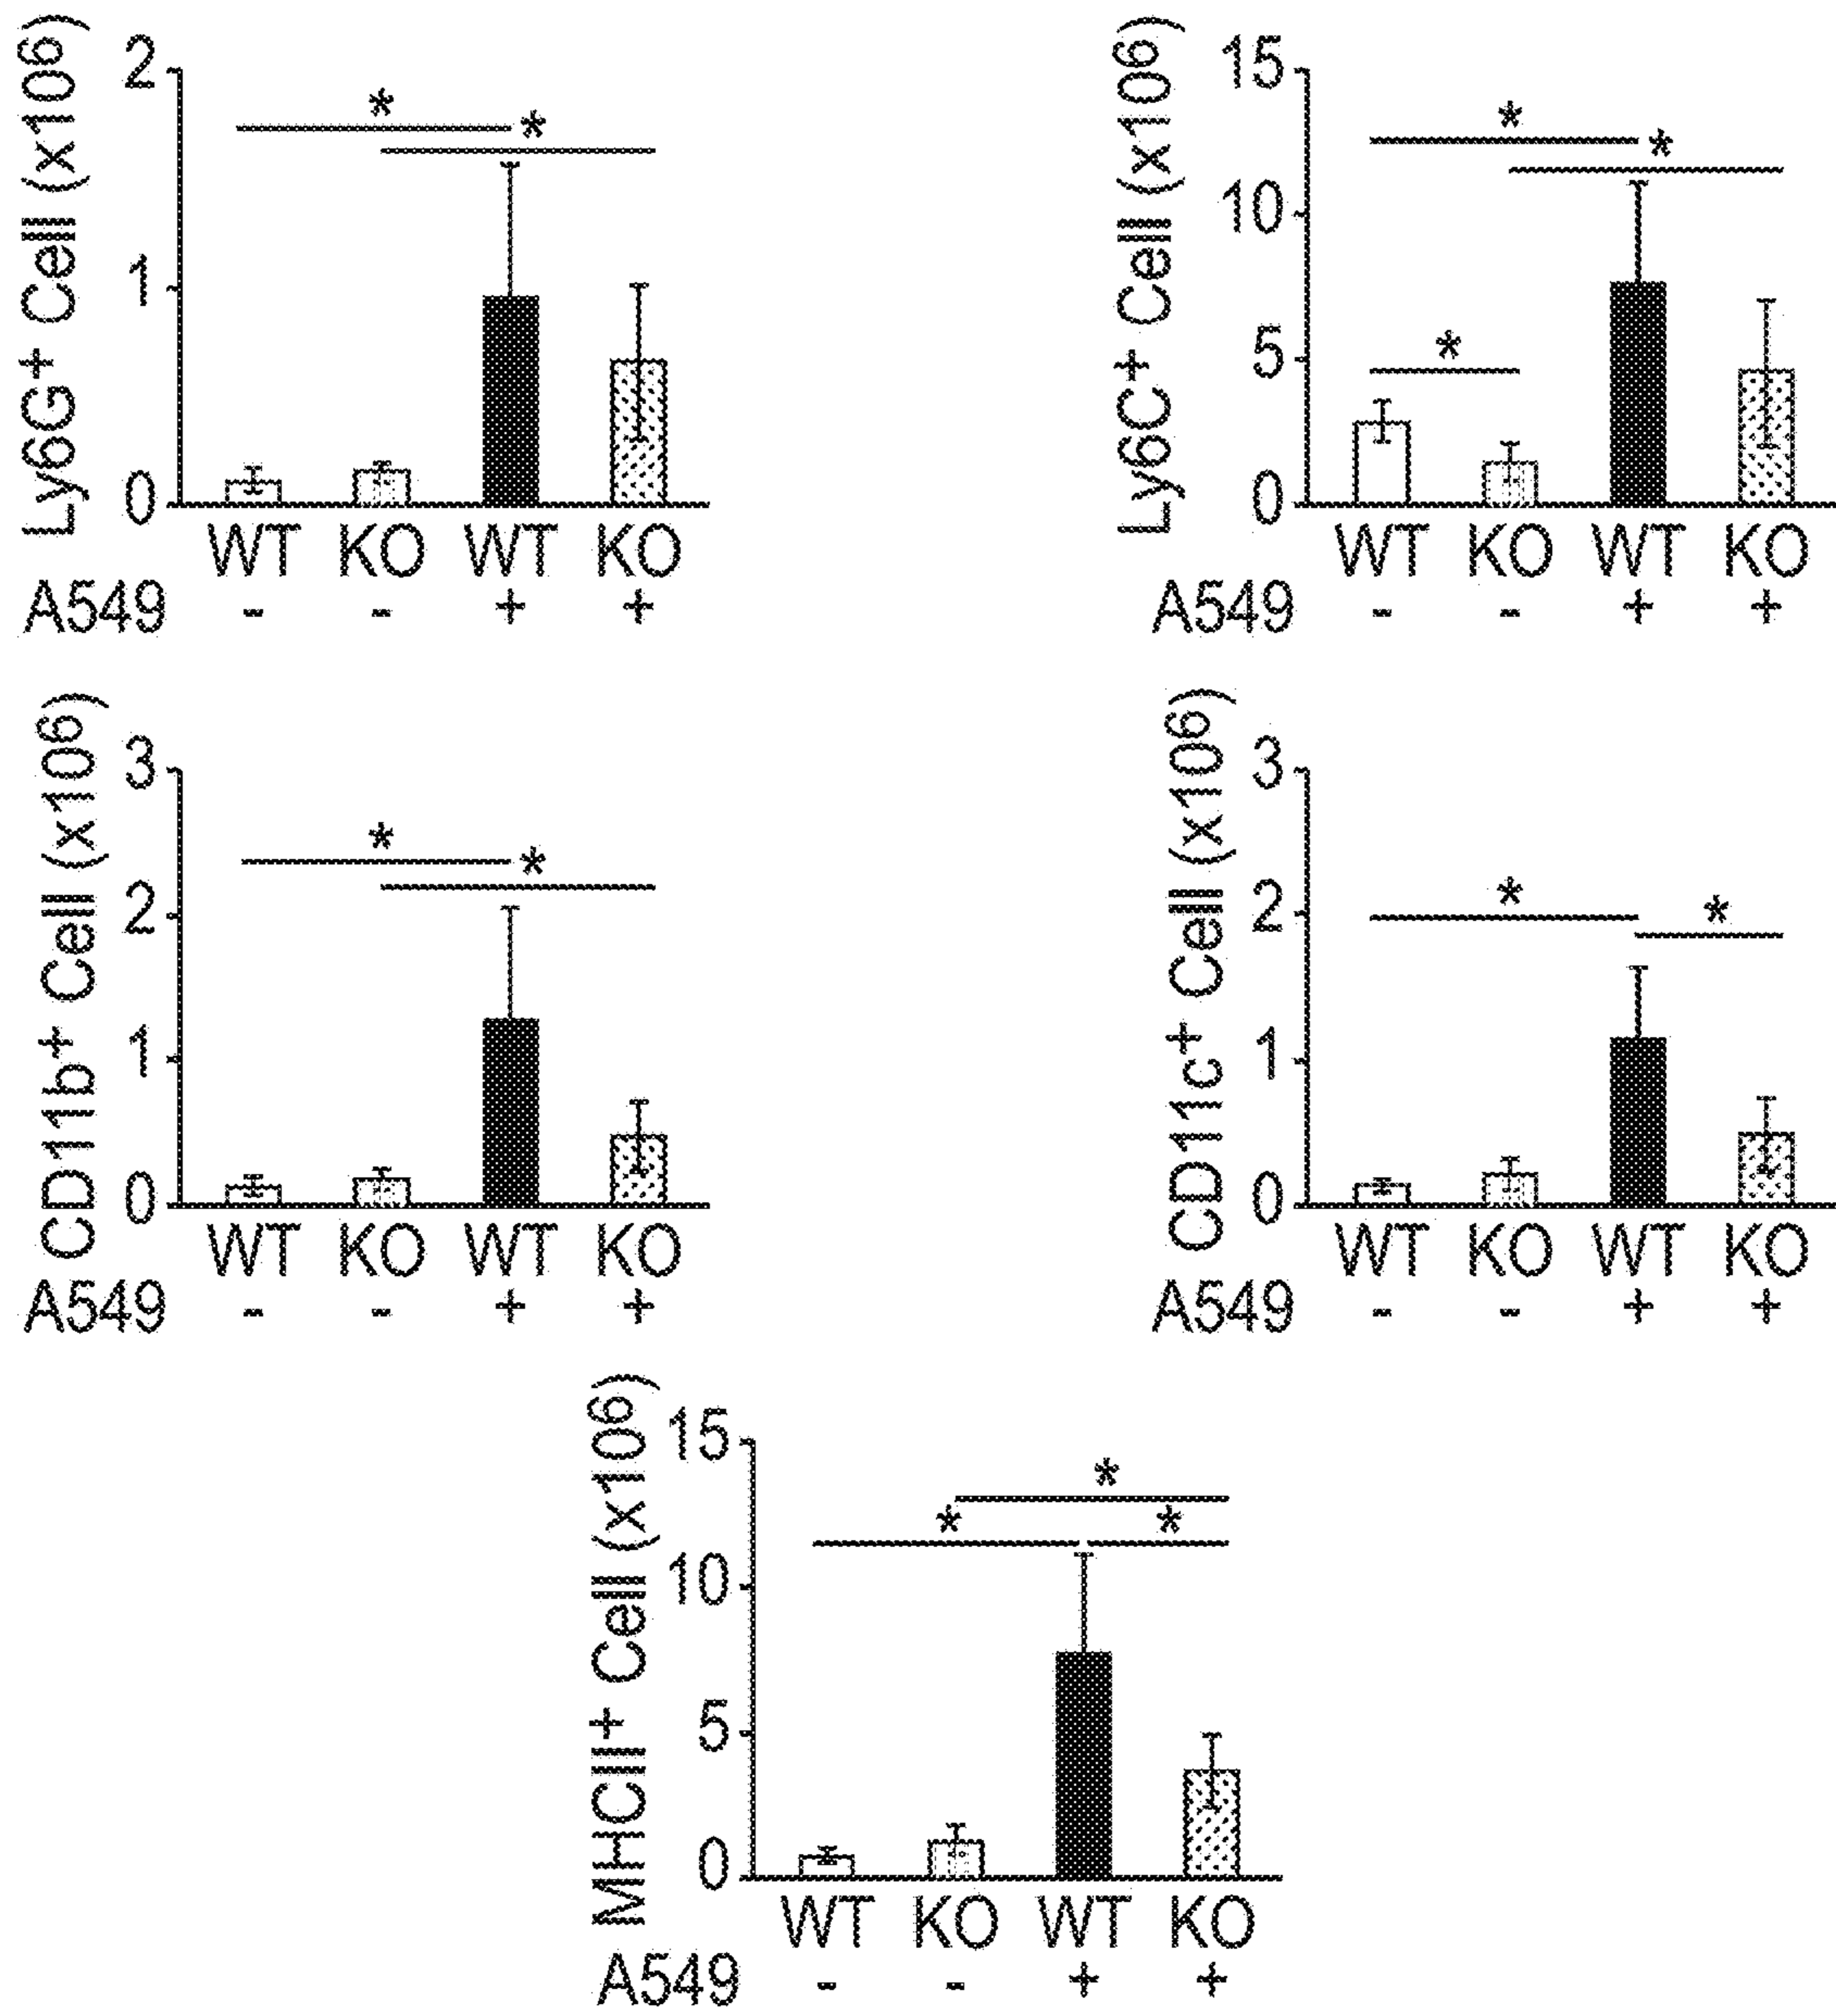 Ly6G+ Cell (x10⁶)
2
1
0
*
*
WT KO WT KO
A549 - - + +
Ly6C+ Cell (x10⁶)
15
10
5
0
*
*
*
WT KO WT KO
A549 - - + +
CD11b+ Cell (x10⁶)
3
2
1
0
*
*
WT KO WT KO
A549 - - + +
CD11c+ Cell (x10⁶)
3
2
1
0
*
*
WT KO WT KO
A549 - - + +
MHCII+ Cell (x10⁶)
15
10
5
0
*
*
*
WT KO WT KO
A549 - - + +